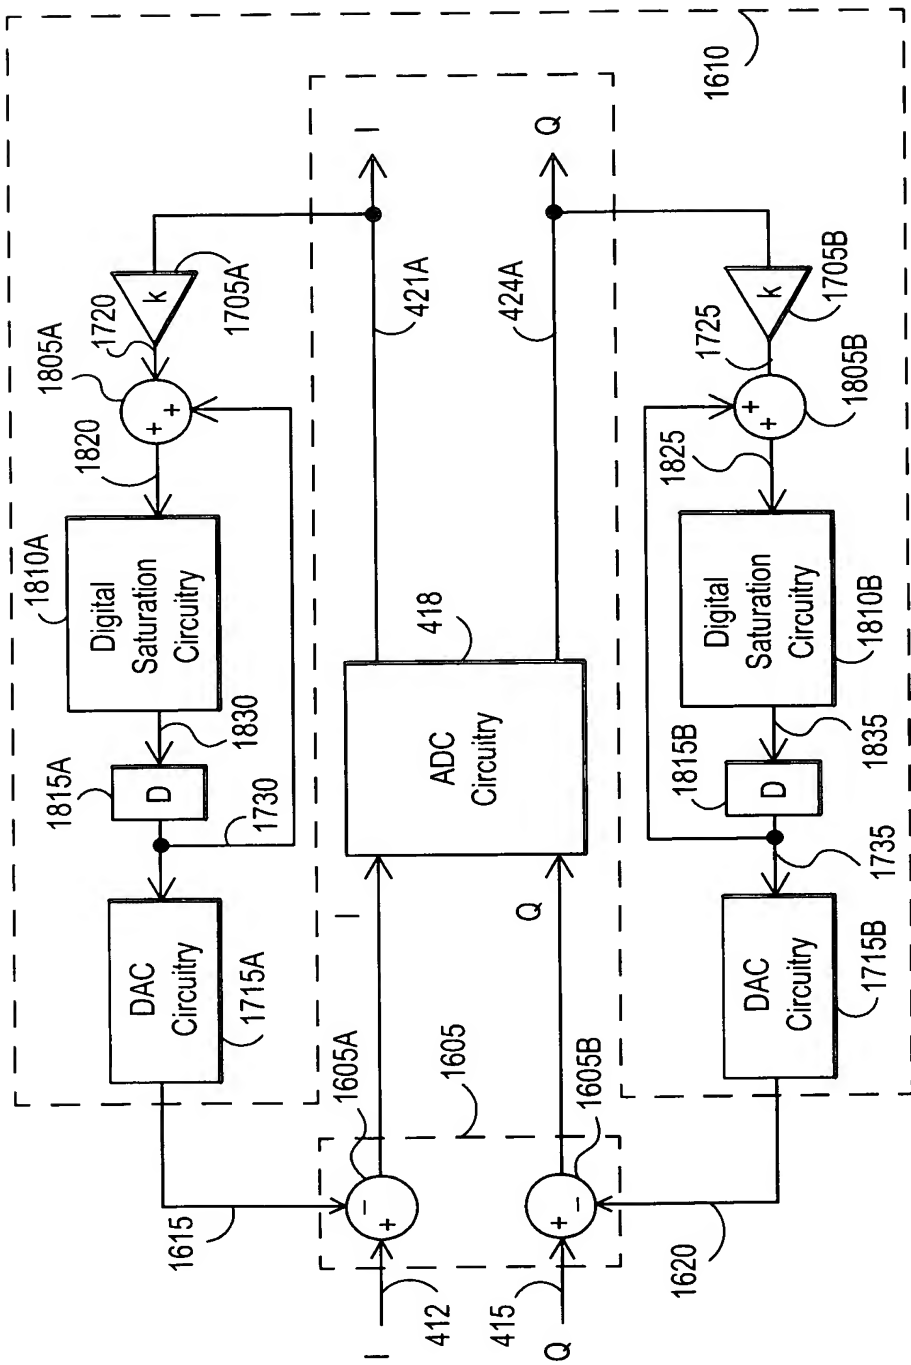 1610
I
Q
k
1705A
1720
1805A
+
+
1820
1810A
Digital
Saturation
Circuitry
1830
1815A
D
1730
DAC
Circuitry
1715A
1615
421A
424A
418
ADC
Circuitry
I
Q
1605A
1605
1605B
−
+
+
−
I
412
415
Q
1620
k
1705B
1725
1805B
+
+
1825
Digital
Saturation
Circuitry
1810B
1835
1815B
D
1735
DAC
Circuitry
1715B